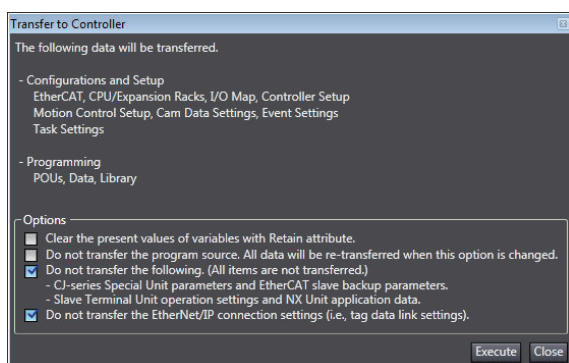 Transfer to Controller
The following data will be transferred.
- Configurations and Setup
EtherCAT, CPU/Expansion Racks, I/O Map, Controller Setup
Motion Control Setup, Cam Data Settings, Event Settings
Task Settings
- Programming
POUs, Data, Library
Options
Clear the present values of variables with Retain attribute.
Do not transfer the program source. All data will be re-transferred when this option is changed.
Do not transfer the following. (All items are not transferred.)
- CJ-series Special Unit parameters and EtherCAT slave backup parameters.
- Slave Terminal Unit operation settings and NX Unit application data.
Do not transfer the EtherNet/IP connection settings (i.e., tag data link settings).
Execute Close